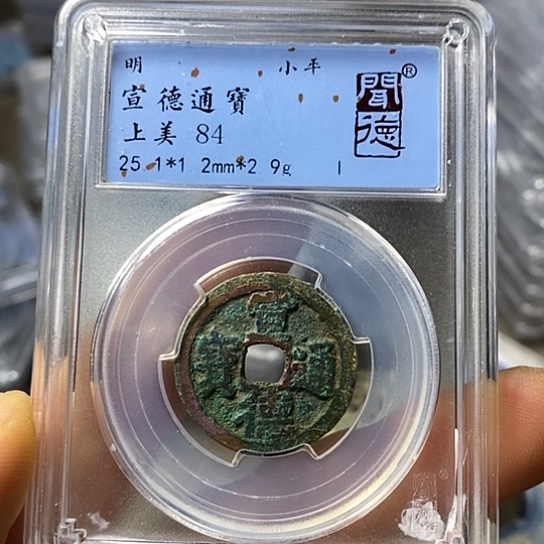 明 小平
宣德通寶
上美 84
25.1*1.2mm*2.9g
聞德®
宣德通寶